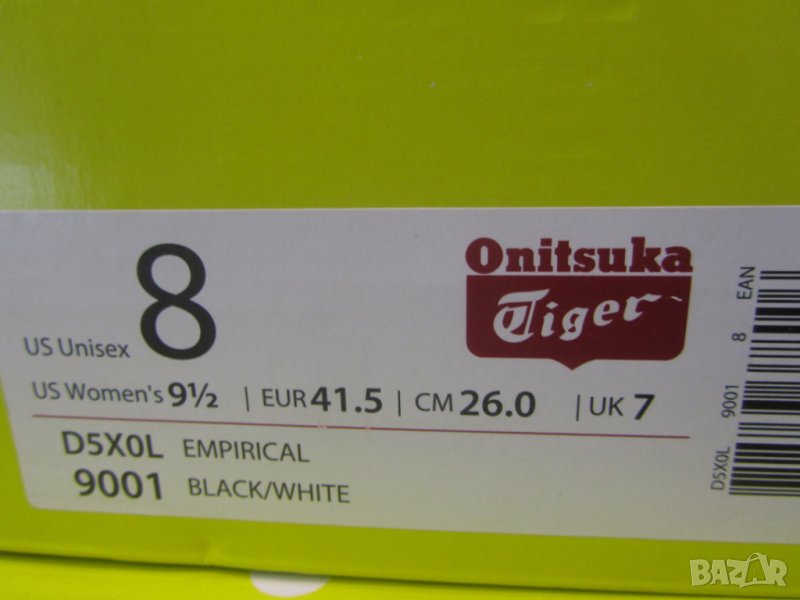 Onitsuka
Tiger
US Unisex 8
US Women's 9½ | EUR 41.5 | CM 26.0 | UK 7
D5X0L EMPIRICAL
9001 BLACK/WHITE
D5X0L 9001 8 EAN
BAZAR